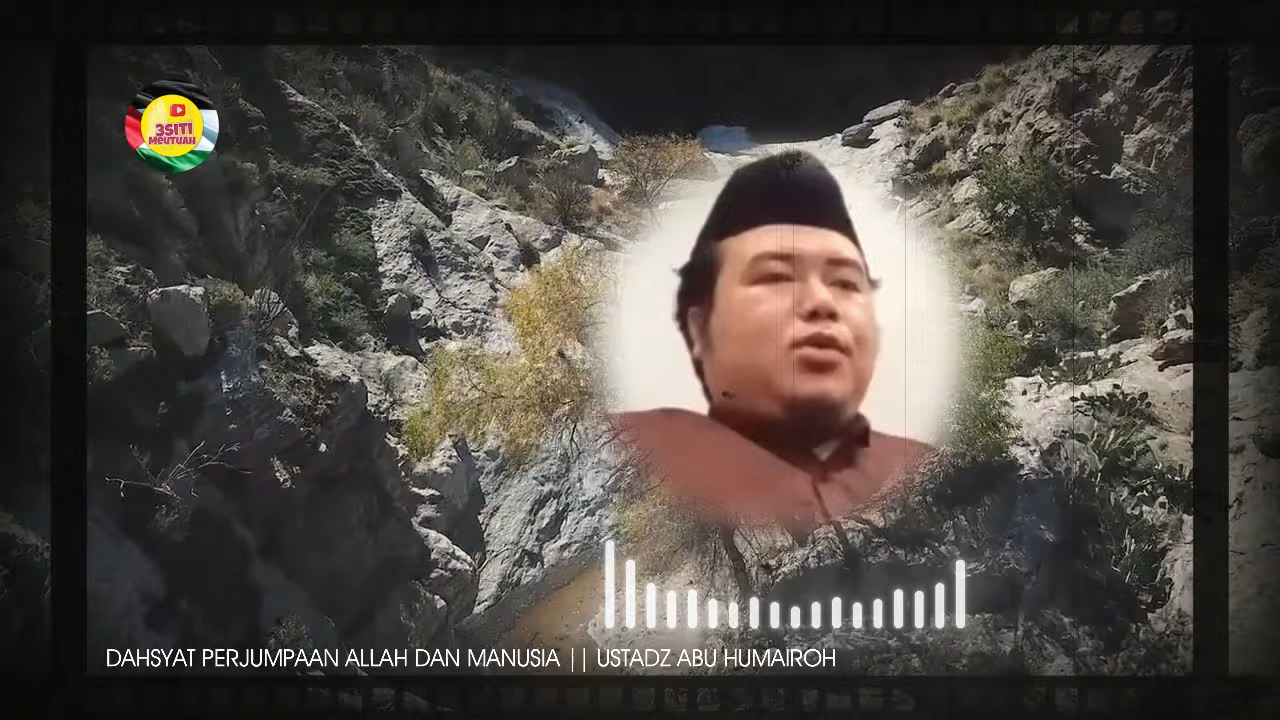 3SITI
MEUTUAH
DAHSYAT PERJUMPAAN ALLAH DAN MANUSIA || USTADZ ABU HUMAIROH